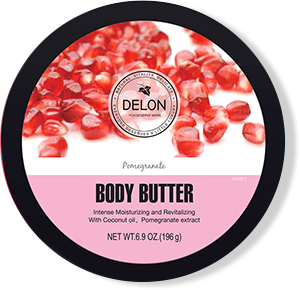 DELON
YOU DESERVE MORE
Pomegranate
BODY BUTTER
Intense Moisturizing and Revitalizing
With Coconut oil, Pomegranate extract
NET WT.6.9 OZ.(196 g)